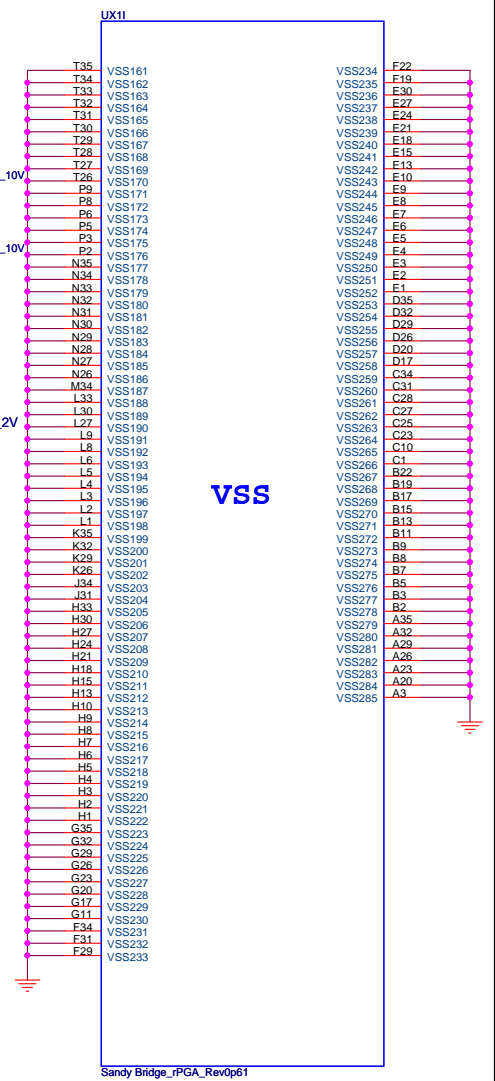 UX1I
T35 VSS161
T34 VSS162
T33 VSS163
T32 VSS164
T31 VSS165
T30 VSS166
T29 VSS167
T28 VSS168
T27 VSS169
_10V
T26 VSS170
P9 VSS171
P8 VSS172
P6 VSS173
P5 VSS174
P3 VSS175
_10V
P2 VSS176
N35 VSS177
N34 VSS178
N33 VSS179
N32 VSS180
N31 VSS181
N30 VSS182
N29 VSS183
N28 VSS184
N27 VSS185
N26 VSS186
M34 VSS187
L33 VSS188
L30 VSS189
_2V
L27 VSS190
L9 VSS191
L8 VSS192
L6 VSS193
L5 VSS194
L4 VSS195
L3 VSS196
L2 VSS197
L1 VSS198
K35 VSS199
K32 VSS200
K29 VSS201
K26 VSS202
J34 VSS203
J31 VSS204
H33 VSS205
H30 VSS206
H27 VSS207
H24 VSS208
H21 VSS209
H18 VSS210
H15 VSS211
H13 VSS212
H10 VSS213
H9 VSS214
H8 VSS215
H7 VSS216
H6 VSS217
H5 VSS218
H4 VSS219
H3 VSS220
H2 VSS221
H1 VSS222
G35 VSS223
G32 VSS224
G29 VSS225
G26 VSS226
G23 VSS227
G20 VSS228
G17 VSS229
G11 VSS230
F34 VSS231
F31 VSS232
F29 VSS233
VSS
VSS234 F22
VSS235 F19
VSS236 E30
VSS237 E27
VSS238 E24
VSS239 E21
VSS240 E18
VSS241 E15
VSS242 E13
VSS243 E10
VSS244 E9
VSS245 E8
VSS246 E7
VSS247 E6
VSS248 E5
VSS249 E4
VSS250 E3
VSS251 E2
VSS252 E1
VSS253 D35
VSS254 D32
VSS255 D29
VSS256 D26
VSS257 D20
VSS258 D17
VSS259 C34
VSS260 C31
VSS261 C28
VSS262 C27
VSS263 C25
VSS264 C23
VSS265 C10
VSS266 C1
VSS267 B22
VSS268 B19
VSS269 B17
VSS270 B15
VSS271 B13
VSS272 B11
VSS273 B9
VSS274 B8
VSS275 B7
VSS276 B5
VSS277 B3
VSS278 B2
VSS279 A35
VSS280 A32
VSS281 A29
VSS282 A26
VSS283 A23
VSS284 A20
VSS285 A3
Sandy Bridge_rPGA_Rev0p61